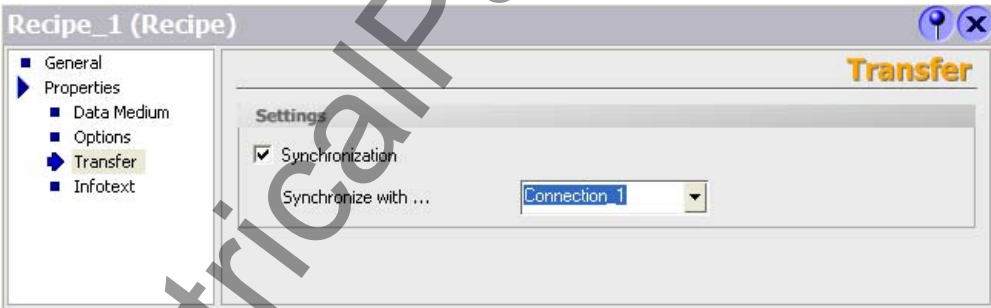 Recipe_1 (Recipe)
General
Properties
Data Medium
Options
Transfer
Infotext
Transfer
Settings
Synchronization
Synchronize with ...
Connection_1